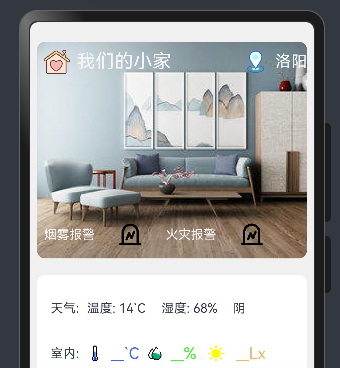 我们的小家 洛阳
烟雾报警 火灾报警
天气: 温度: 14`C 湿度: 68% 阴
室内: __`C __% __Lx